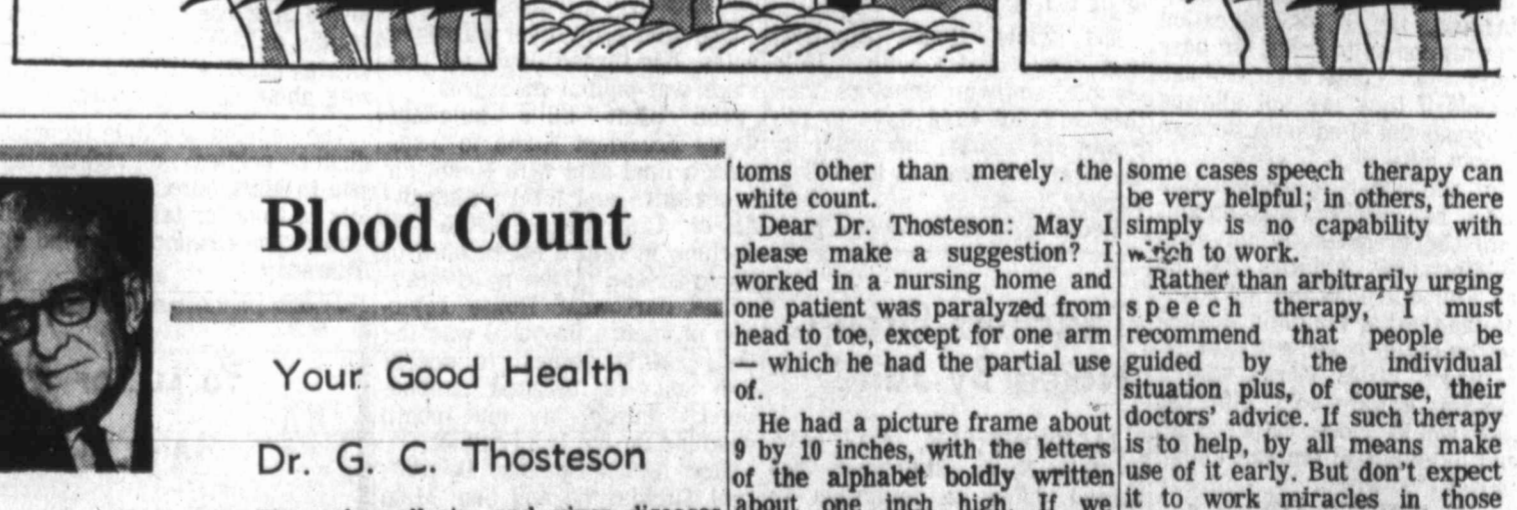 Blood Count
Your Good Health
Dr. G. C. Thosteson
toms other than merely the
white count.
Dear Dr. Thosteson: May I
please make a suggestion? I
worked in a nursing home and
one patient was paralyzed from
head to toe, except for one arm
— which he had the partial use
of.
He had a picture frame about
9 by 10 inches, with the letters
of the alphabet boldly written
about one inch high. If we
some cases speech therapy can
be very helpful; in others, there
simply is no capability with
to work.
Rather than arbitrarily urging
speech therapy, I must
recommend that people be
guided by the individual
situation plus, of course, their
doctors' advice. If such therapy
is to help, by all means make
use of it early. But don't expect
it to work miracles in those